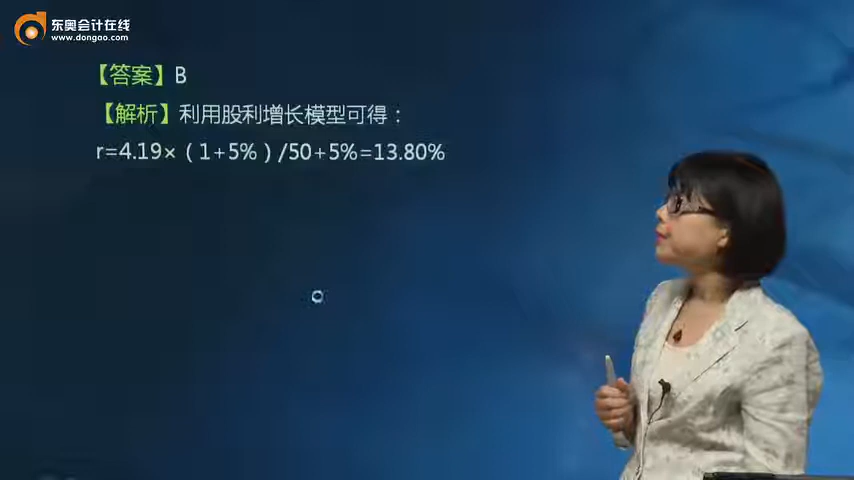 东奥会计在线
www.dongao.com
【答案】B
【解析】利用股利增长模型可得：
r=4.19×（1+5%）/50+5%=13.80%